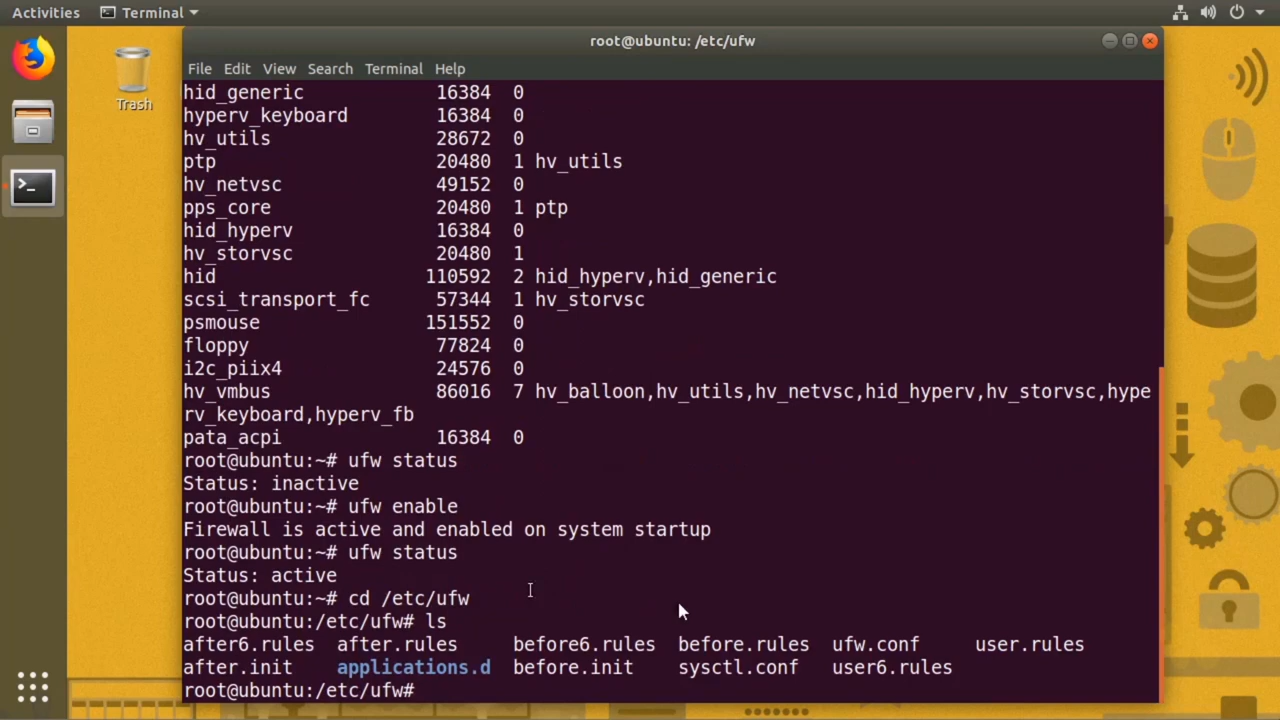 Activities Terminal
Trash
root@ubuntu: /etc/ufw
File Edit View Search Terminal Help
hid_generic 16384 0
hyperv_keyboard 16384 0
hv_utils 28672 0
ptp 20480 1 hv_utils
hv_netvsc 49152 0
pps_core 20480 1 ptp
hid_hyperv 16384 0
hv_storvsc 20480 1
hid 110592 2 hid_hyperv,hid_generic
scsi_transport_fc 57344 1 hv_storvsc
psmouse 151552 0
floppy 77824 0
i2c_piix4 24576 0
hv_vmbus 86016 7 hv_balloon,hv_utils,hv_netvsc,hid_hyperv,hv_storvsc,hype
rv_keyboard,hyperv_fb
pata_acpi 16384 0
root@ubuntu:~# ufw status
Status: inactive
root@ubuntu:~# ufw enable
Firewall is active and enabled on system startup
root@ubuntu:~# ufw status
Status: active
root@ubuntu:~# cd /etc/ufw
root@ubuntu:/etc/ufw# ls
after6.rules after.rules before6.rules before.rules ufw.conf user.rules
after.init applications.d before.init sysctl.conf user6.rules
root@ubuntu:/etc/ufw#